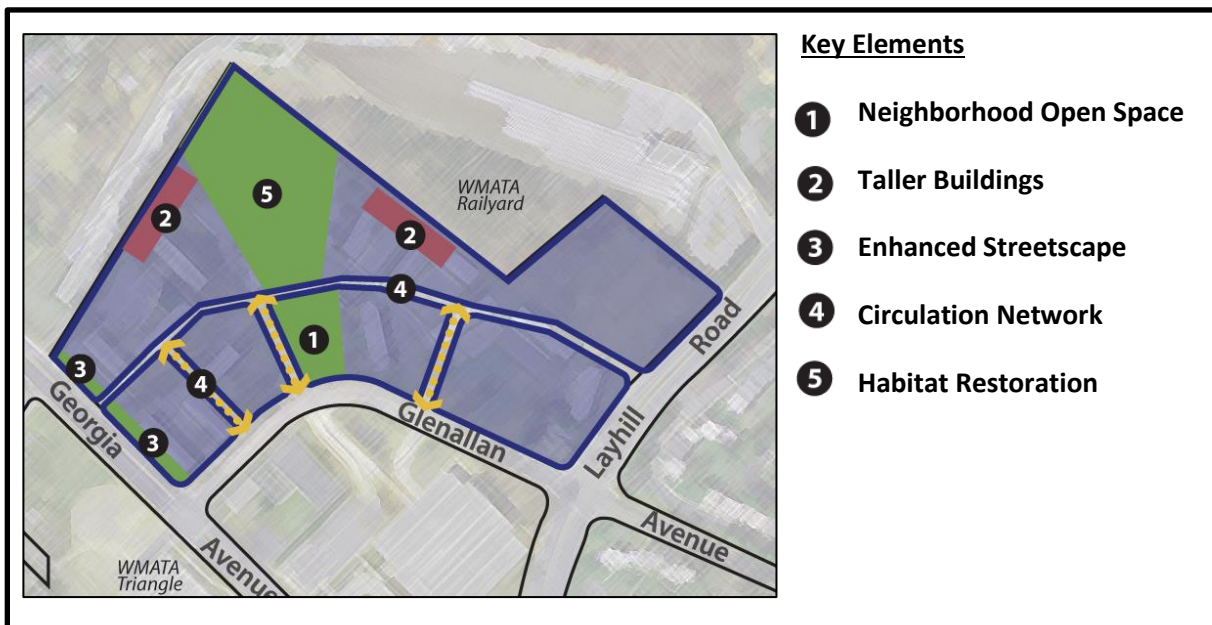 Key Elements
1 Neighborhood Open Space
2 Taller Buildings
3 Enhanced Streetscape
4 Circulation Network
5 Habitat Restoration
5
WMATA
Railyard
2
2
4
1
3
4
3
Road
Layhill
Glenallan
Avenue
Georgia
Avenue
WMATA
Triangle